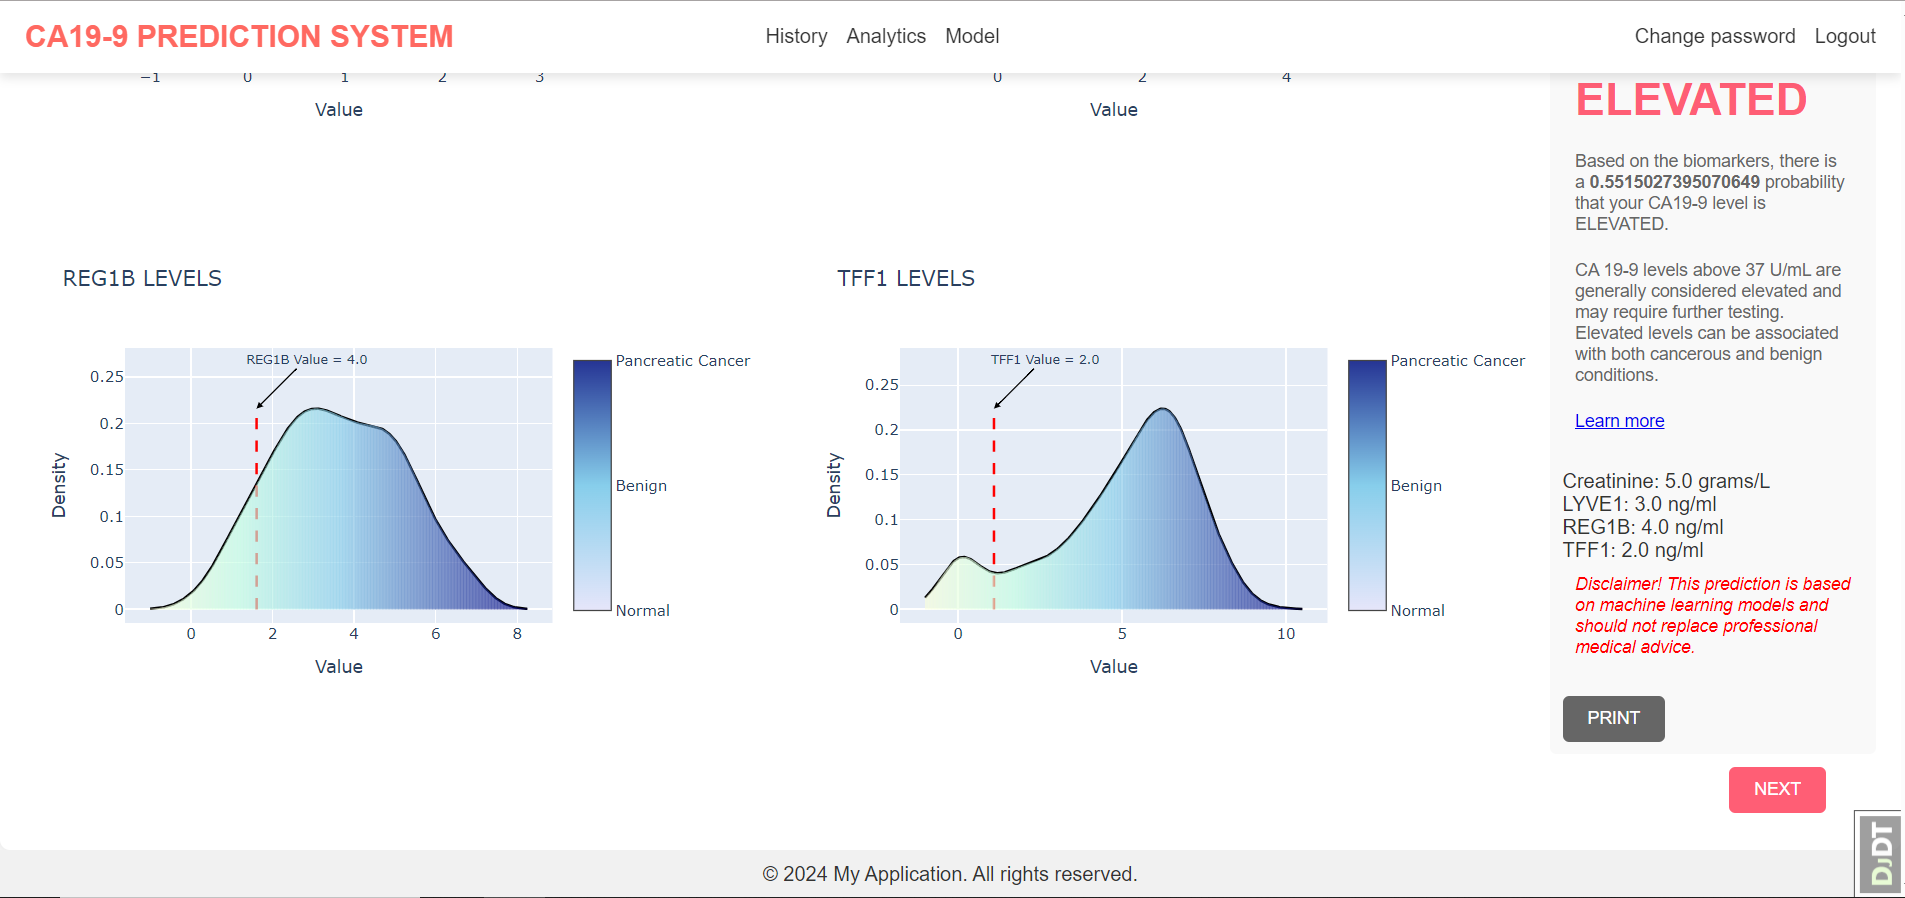 CA19-9 PREDICTION SYSTEM
History Analytics Model
Change password Logout
−1 0 1 2 3
Value
0 2 4
Value
REG1B LEVELS
REG1B Value = 4.0
Density
0.25
0.2
0.15
0.1
0.05
0
0 2 4 6 8
Value
Pancreatic Cancer
Benign
Normal
TFF1 LEVELS
TFF1 Value = 2.0
Density
0.25
0.2
0.15
0.1
0.05
0
0 5 10
Value
Pancreatic Cancer
Benign
Normal
ELEVATED
Based on the biomarkers, there is
a 0.5515027395070649 probability
that your CA19-9 level is
ELEVATED.
CA 19-9 levels above 37 U/mL are
generally considered elevated and
may require further testing.
Elevated levels can be associated
with both cancerous and benign
conditions.
Learn more
Creatinine: 5.0 grams/L
LYVE1: 3.0 ng/ml
REG1B: 4.0 ng/ml
TFF1: 2.0 ng/ml
Disclaimer! This prediction is based
on machine learning models and
should not replace professional
medical advice.
PRINT
NEXT
DJDT
© 2024 My Application. All rights reserved.